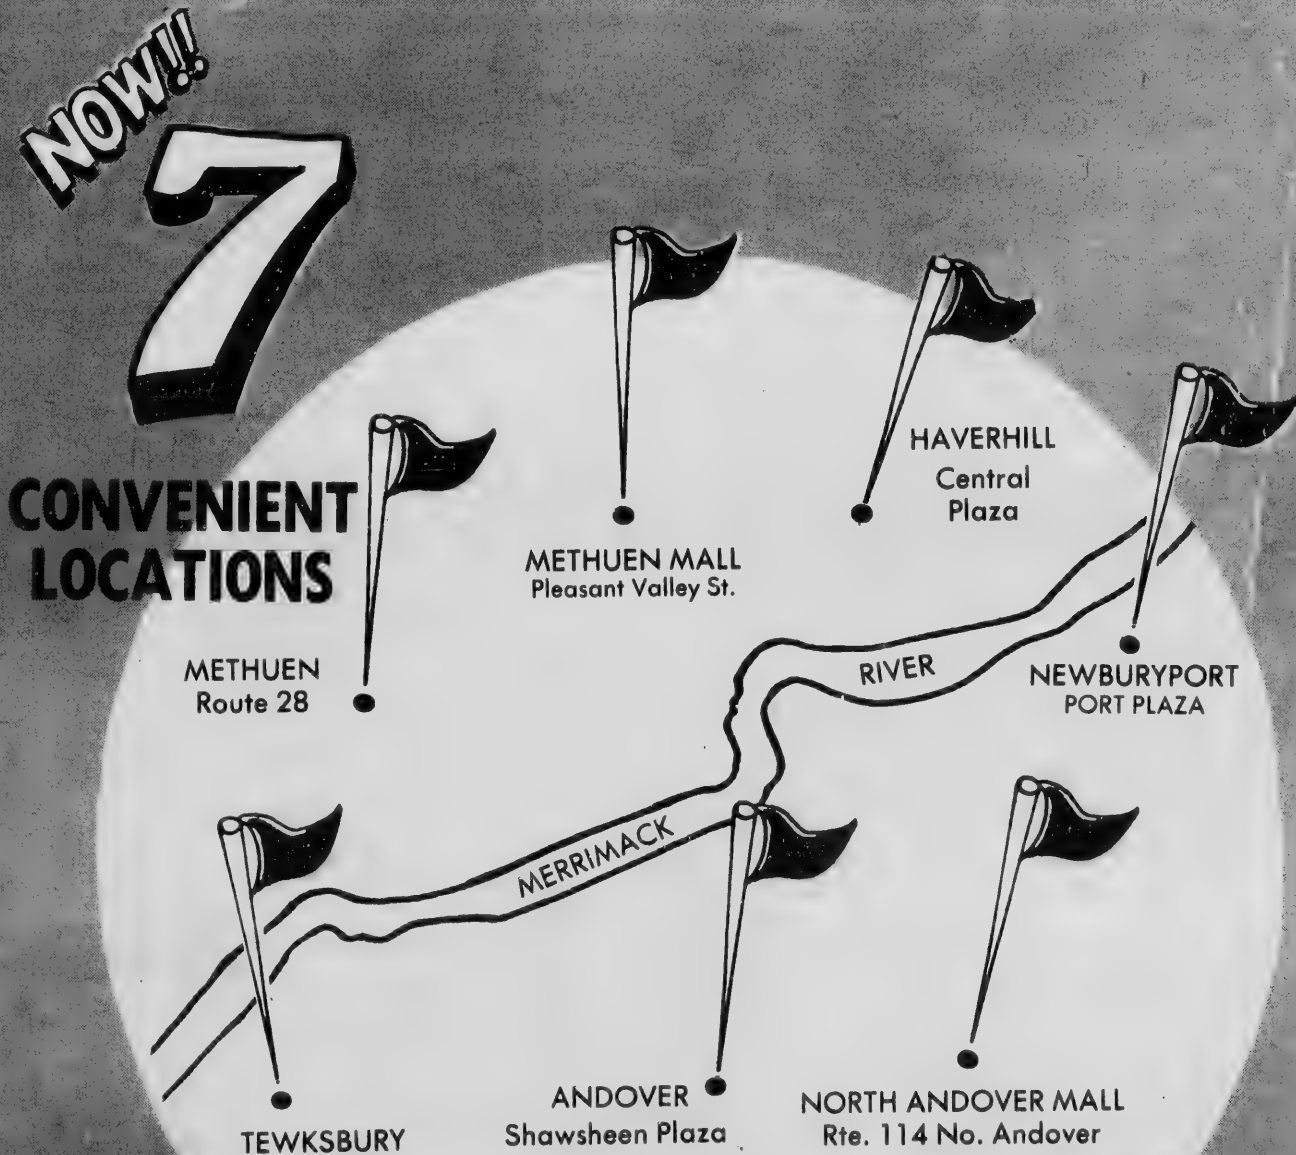 NOW!!
7
CONVENIENT
LOCATIONS
HAVERHILL
Central
Plaza
METHUEN MALL
Pleasant Valley St.
METHUEN
Route 28
RIVER
NEWBURYPORT
PORT PLAZA
MERRIMACK
TEWKSBURY
ANDOVER
Shawsheen Plaza
NORTH ANDOVER MALL
Rte. 114 No. Andover